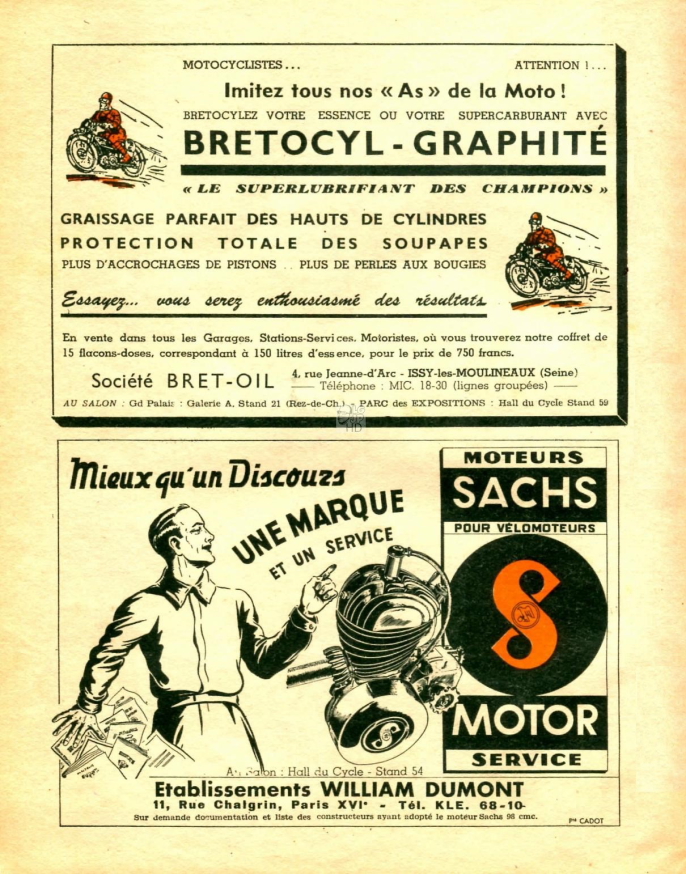 MOTOCYCLISTES... ATTENTION !...
Imitez tous nos « As » de la Moto !
BRETOCYLEZ VOTRE ESSENCE OU VOTRE SUPERCARBURANT AVEC
BRETOCYL - GRAPHITÉ
« LE SUPERLUBRIFIANT DES CHAMPIONS »
GRAISSAGE PARFAIT DES HAUTS DE CYLINDRES
PROTECTION TOTALE DES SOUPAPES
PLUS D'ACCROCHAGES DE PISTONS .. PLUS DE PERLES AUX BOUGIES
Essayez... vous serez enthousiasmé des résultats.
En vente dans tous les Garages, Stations-Services, Motoristes, où vous trouverez notre coffret de
15 flacons-doses, correspondant à 150 litres d'essence, pour le prix de 750 francs.
Société BRET-OIL
4, rue Jeanne-d'Arc - ISSY-les-MOULINEAUX (Seine)
Téléphone : MIC. 18-30 (lignes groupées)
AU SALON : Gd Palais : Galerie A, Stand 21 (Rez-de-Ch.) - PARC des EXPOSITIONS : Hall du Cycle Stand 59
Mieux qu'un Discours
UNE MARQUE
ET UN SERVICE
MOTEURS
SACHS
POUR VÉLOMOTEURS
S
MOTOR
SERVICE
Au Salon : Hall du Cycle - Stand 54
Etablissements WILLIAM DUMONT
11, Rue Chalgrin, Paris XVIe - Tél. KLE. 68-10
Sur demande documentation et liste des constructeurs ayant adopté le moteur Sachs 98 cmc.
Pté CADOT